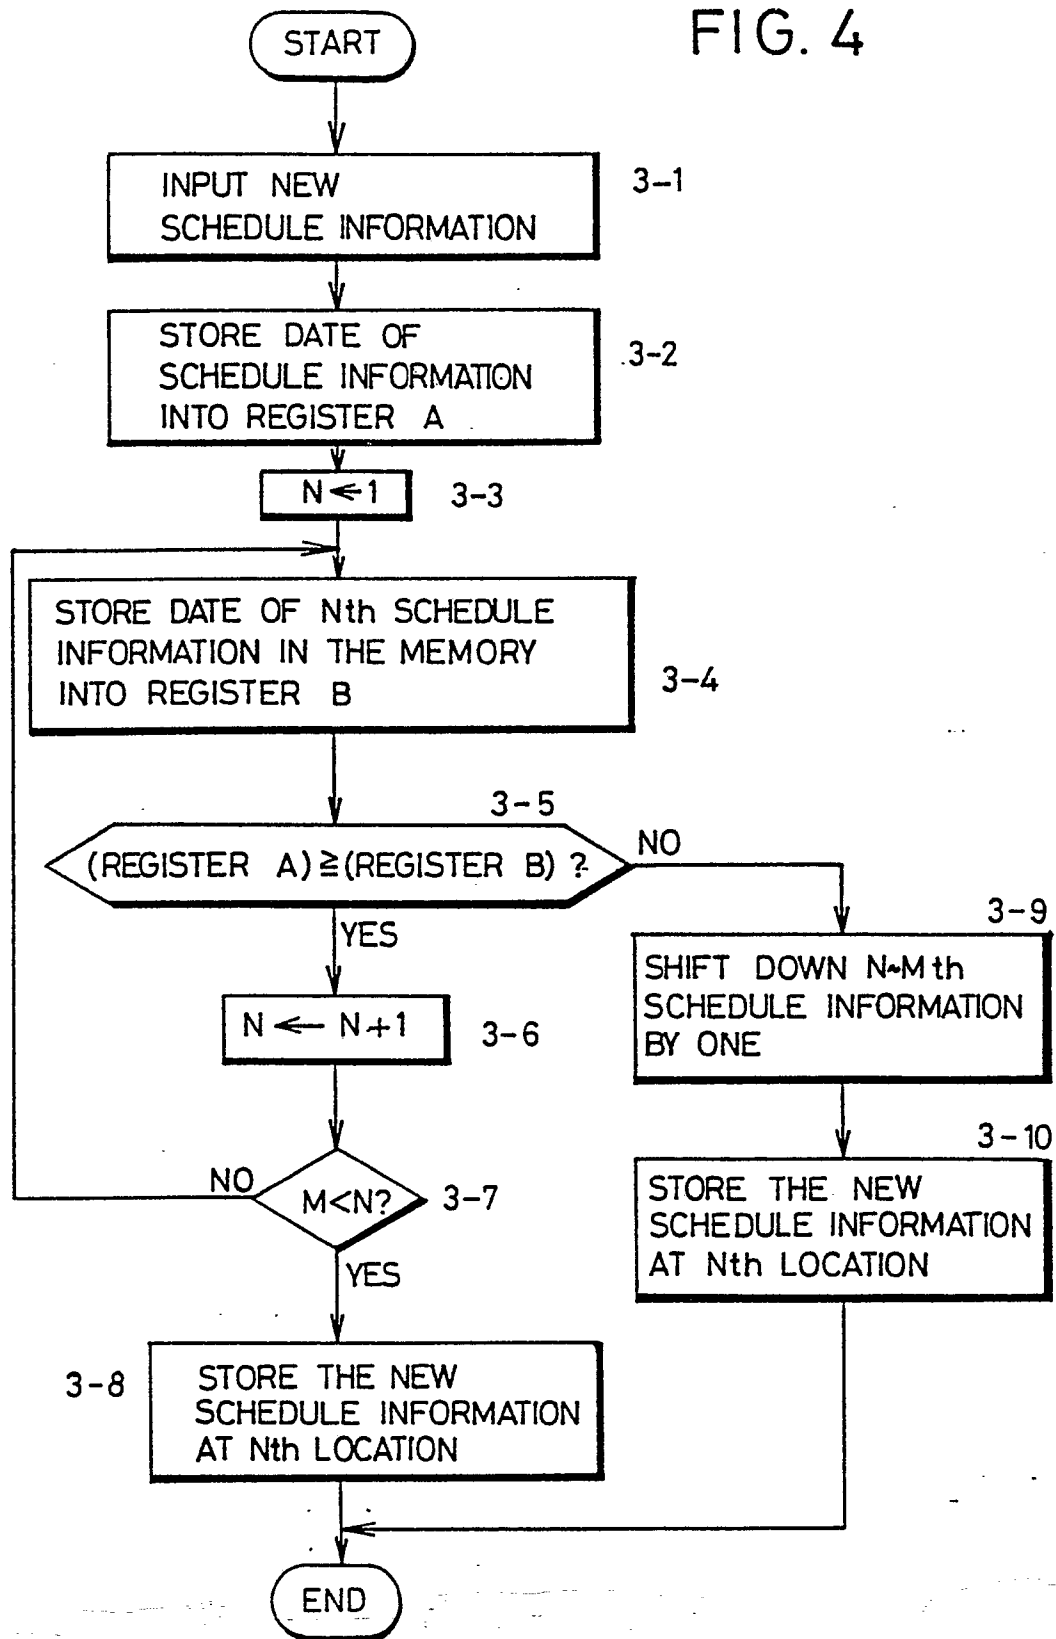 FIG. 4
START
INPUT NEW
SCHEDULE INFORMATION
3-1
STORE DATE OF
SCHEDULE INFORMATION
INTO REGISTER A
3-2
N ← 1
3-3
STORE DATE OF Nth SCHEDULE
INFORMATION IN THE MEMORY
INTO REGISTER B
3-4
3-5
(REGISTER A) ≧ (REGISTER B) ?
NO
YES
N ← N+1
3-6
M<N?
3-7
NO
YES
3-8
STORE THE NEW
SCHEDULE INFORMATION
AT Nth LOCATION
3-9
SHIFT DOWN N~Mth
SCHEDULE INFORMATION
BY ONE
3-10
STORE THE NEW
SCHEDULE INFORMATION
AT Nth LOCATION
END